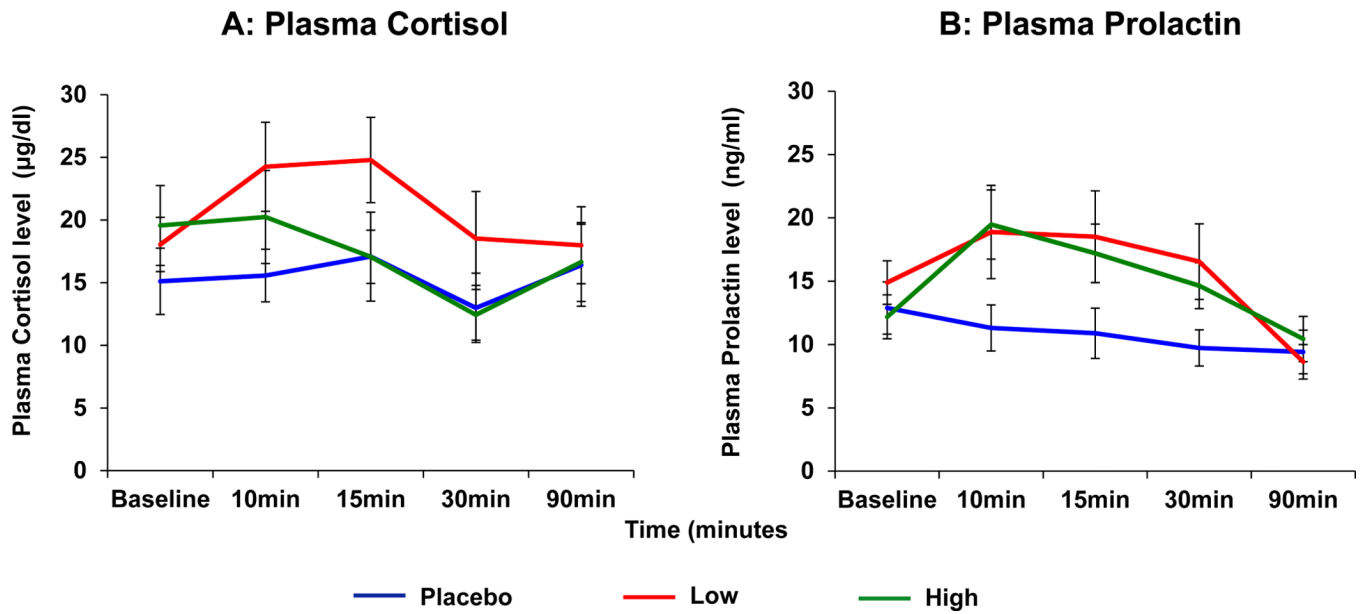 A: Plasma Cortisol
Plasma Cortisol level (µg/dl)
30
25
20
15
10
5
0
Baseline 10min 15min 30min 90min
B: Plasma Prolactin
Plasma Prolactin level (ng/ml)
30
25
20
15
10
5
0
Baseline 10min 15min 30min 90min
Time (minutes
Placebo Low High